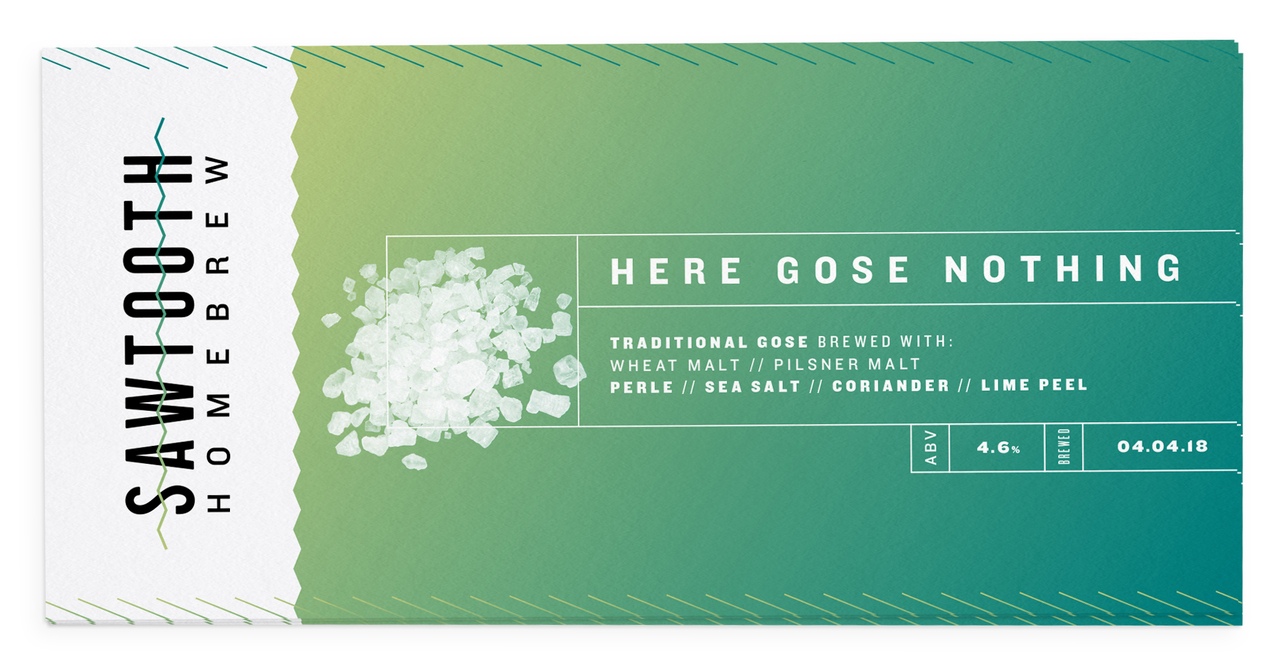 SAWTOOTH
HOMEBREW
HERE GOSE NOTHING
TRADITIONAL GOSE BREWED WITH:
WHEAT MALT // PILSNER MALT
PERLE // SEA SALT // CORIANDER // LIME PEEL
ABV 4.6% BREWED 04.04.18